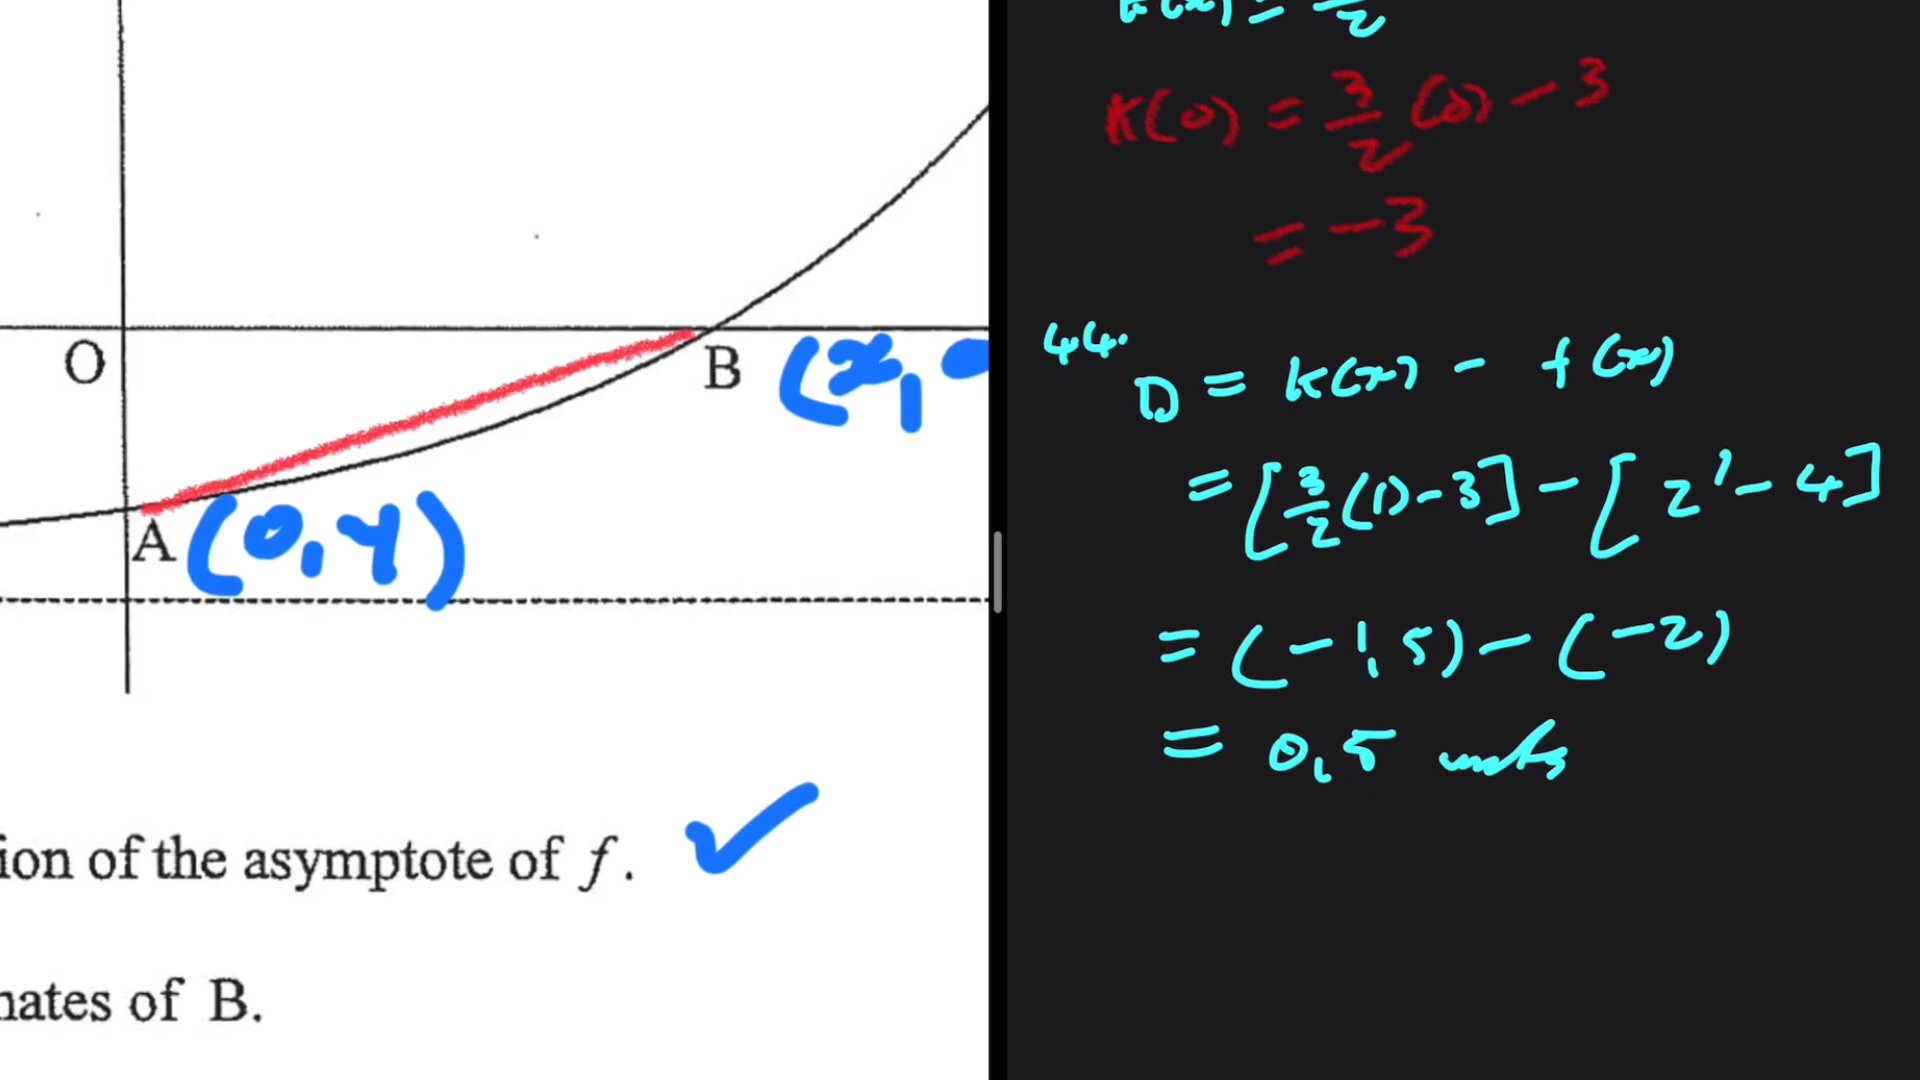 O
B (x, 0
A (0, y)
ion of the asymptote of f. ✓
nates of B.
k(x) = 
2
K(0) = 3/2 (0) - 3
= -3
4.4.
D = k(x) - f(x)
= [3/2 (1) - 3] - [2¹ - 4]
= (-1,5) - (-2)
= 0,5 units